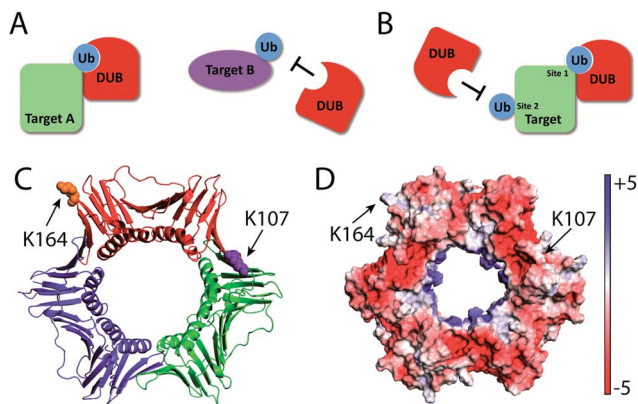 A
Ub
DUB
Target A
Ub
Target B
DUB
B
DUB
Ub
Site 1
DUB
Ub
Site 2
Target
C
K164
K107
D
K164
K107
+5
-5